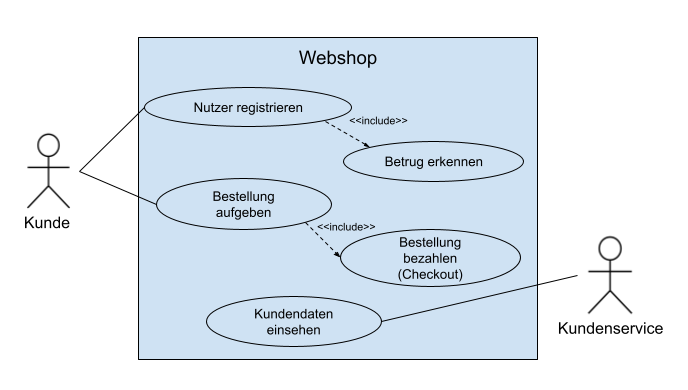 Webshop
Nutzer registrieren
<<include>>
Betrug erkennen
Kunde
Bestellung
aufgeben
<<include>>
Bestellung
bezahlen
(Checkout)
Kundendaten
einsehen
Kundenservice